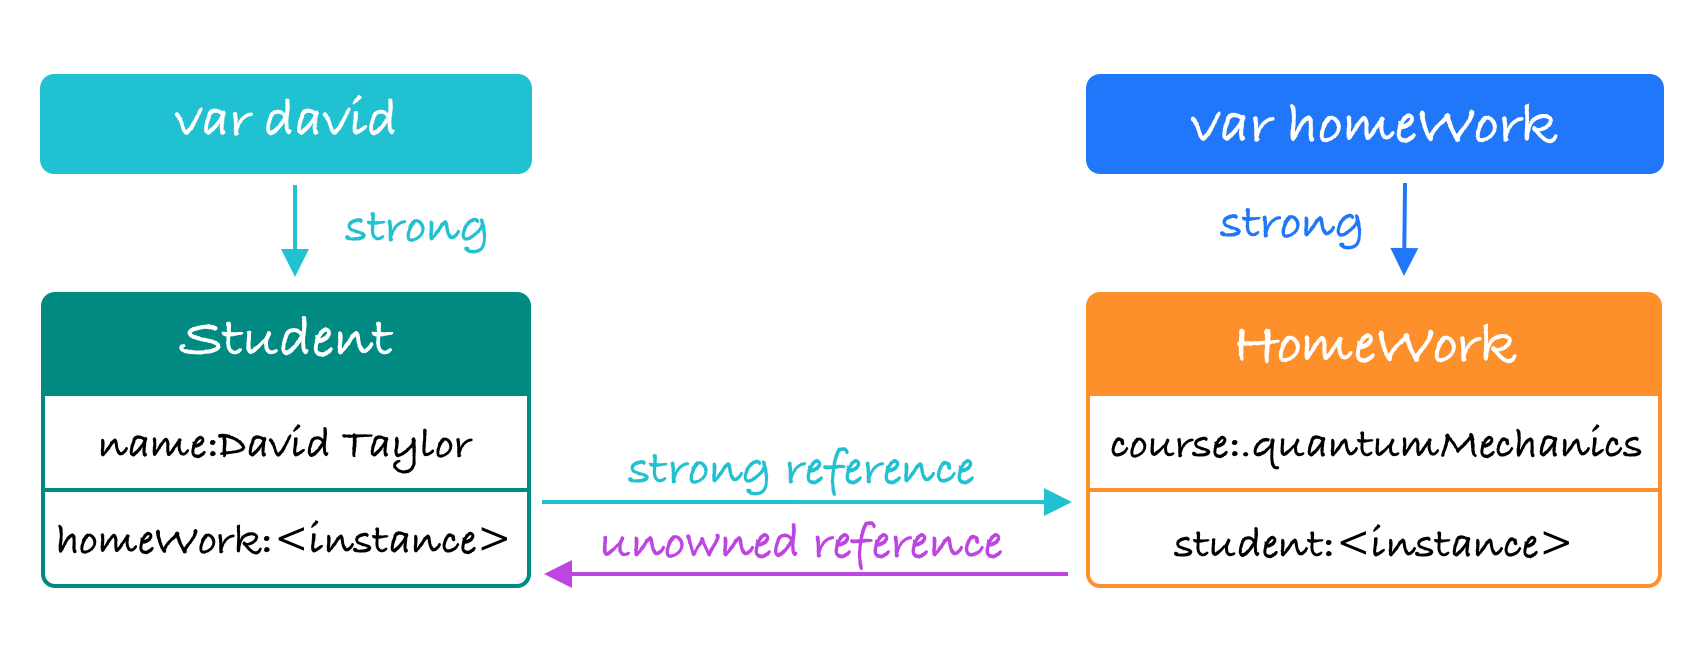 var david
var homeWork
strong
strong
Student
HomeWork
name:David Taylor
course:.quantumMechanics
strong reference
homeWork:<instance>
unowned reference
student:<instance>